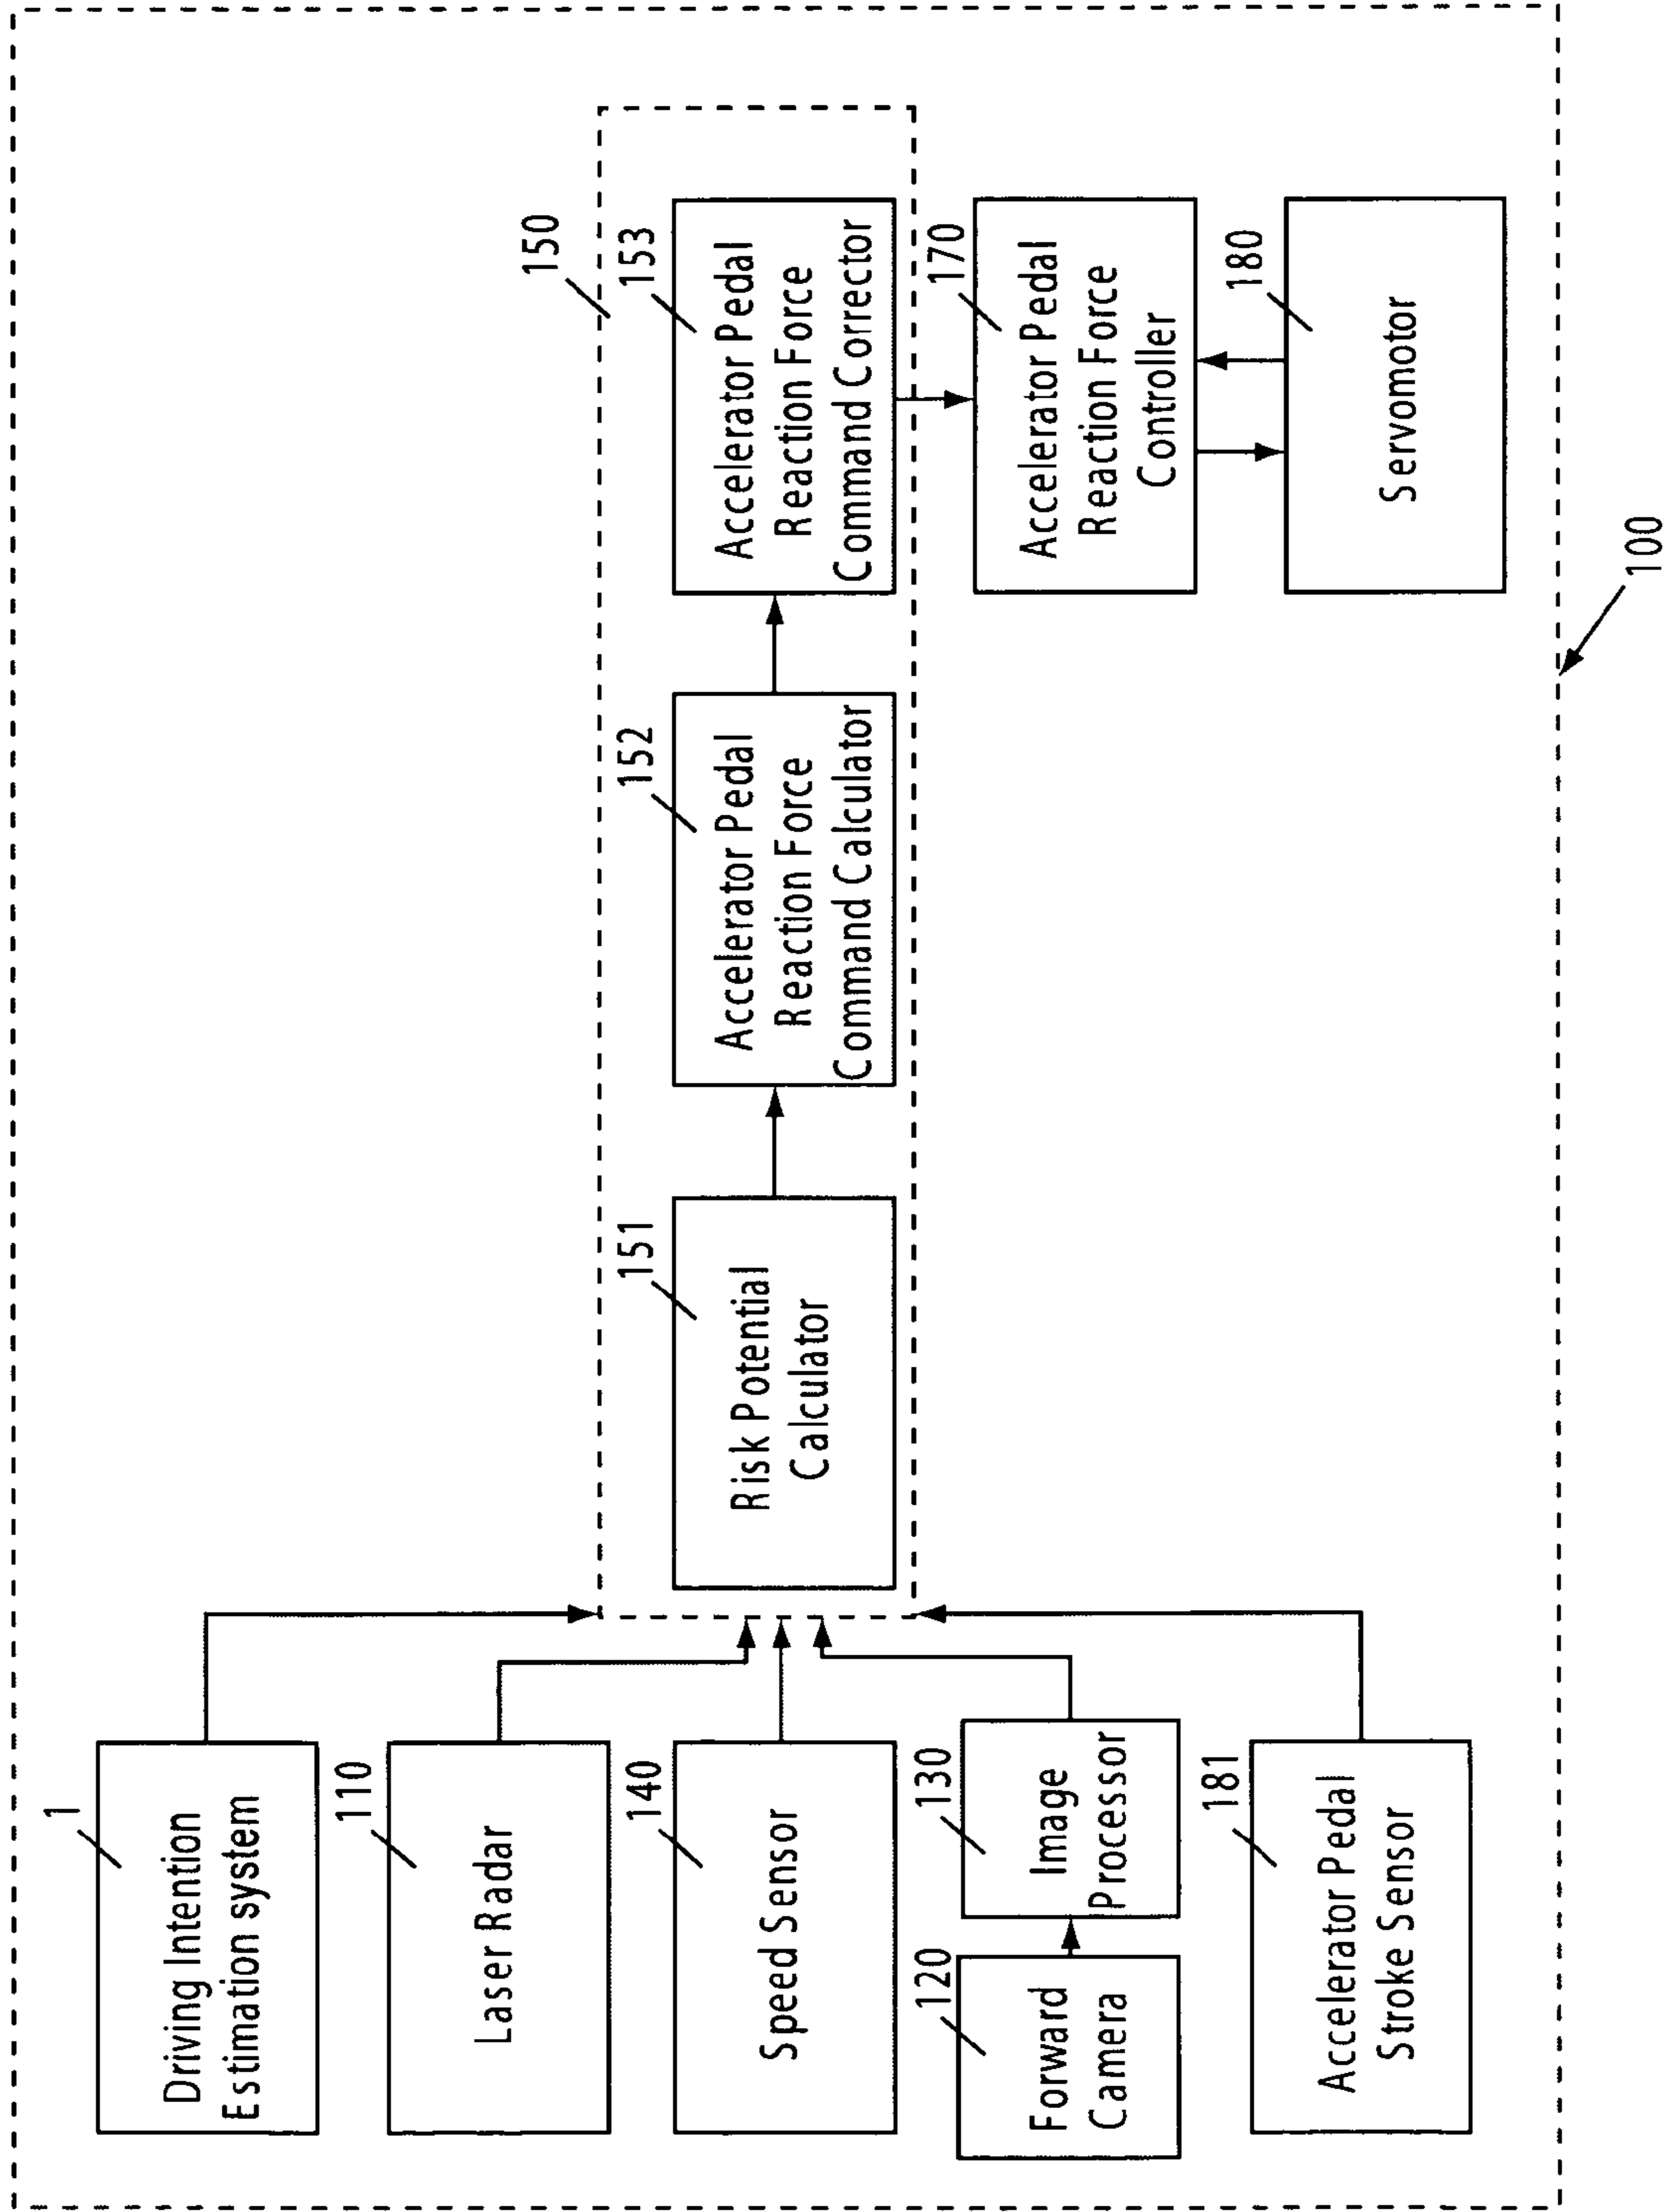 1
Driving Intention
Estimation system
110
Laser Radar
140
Speed Sensor
120
Forward
Camera
130
Image
Processor
181
Accelerator Pedal
Stroke Sensor
150
151
Risk Potential
Calculator
152
Accelerator Pedal
Reaction Force
Command Calculator
153
Accelerator Pedal
Reaction Force
Command Corrector
170
Accelerator Pedal
Reaction Force
Controller
180
Servomotor
100